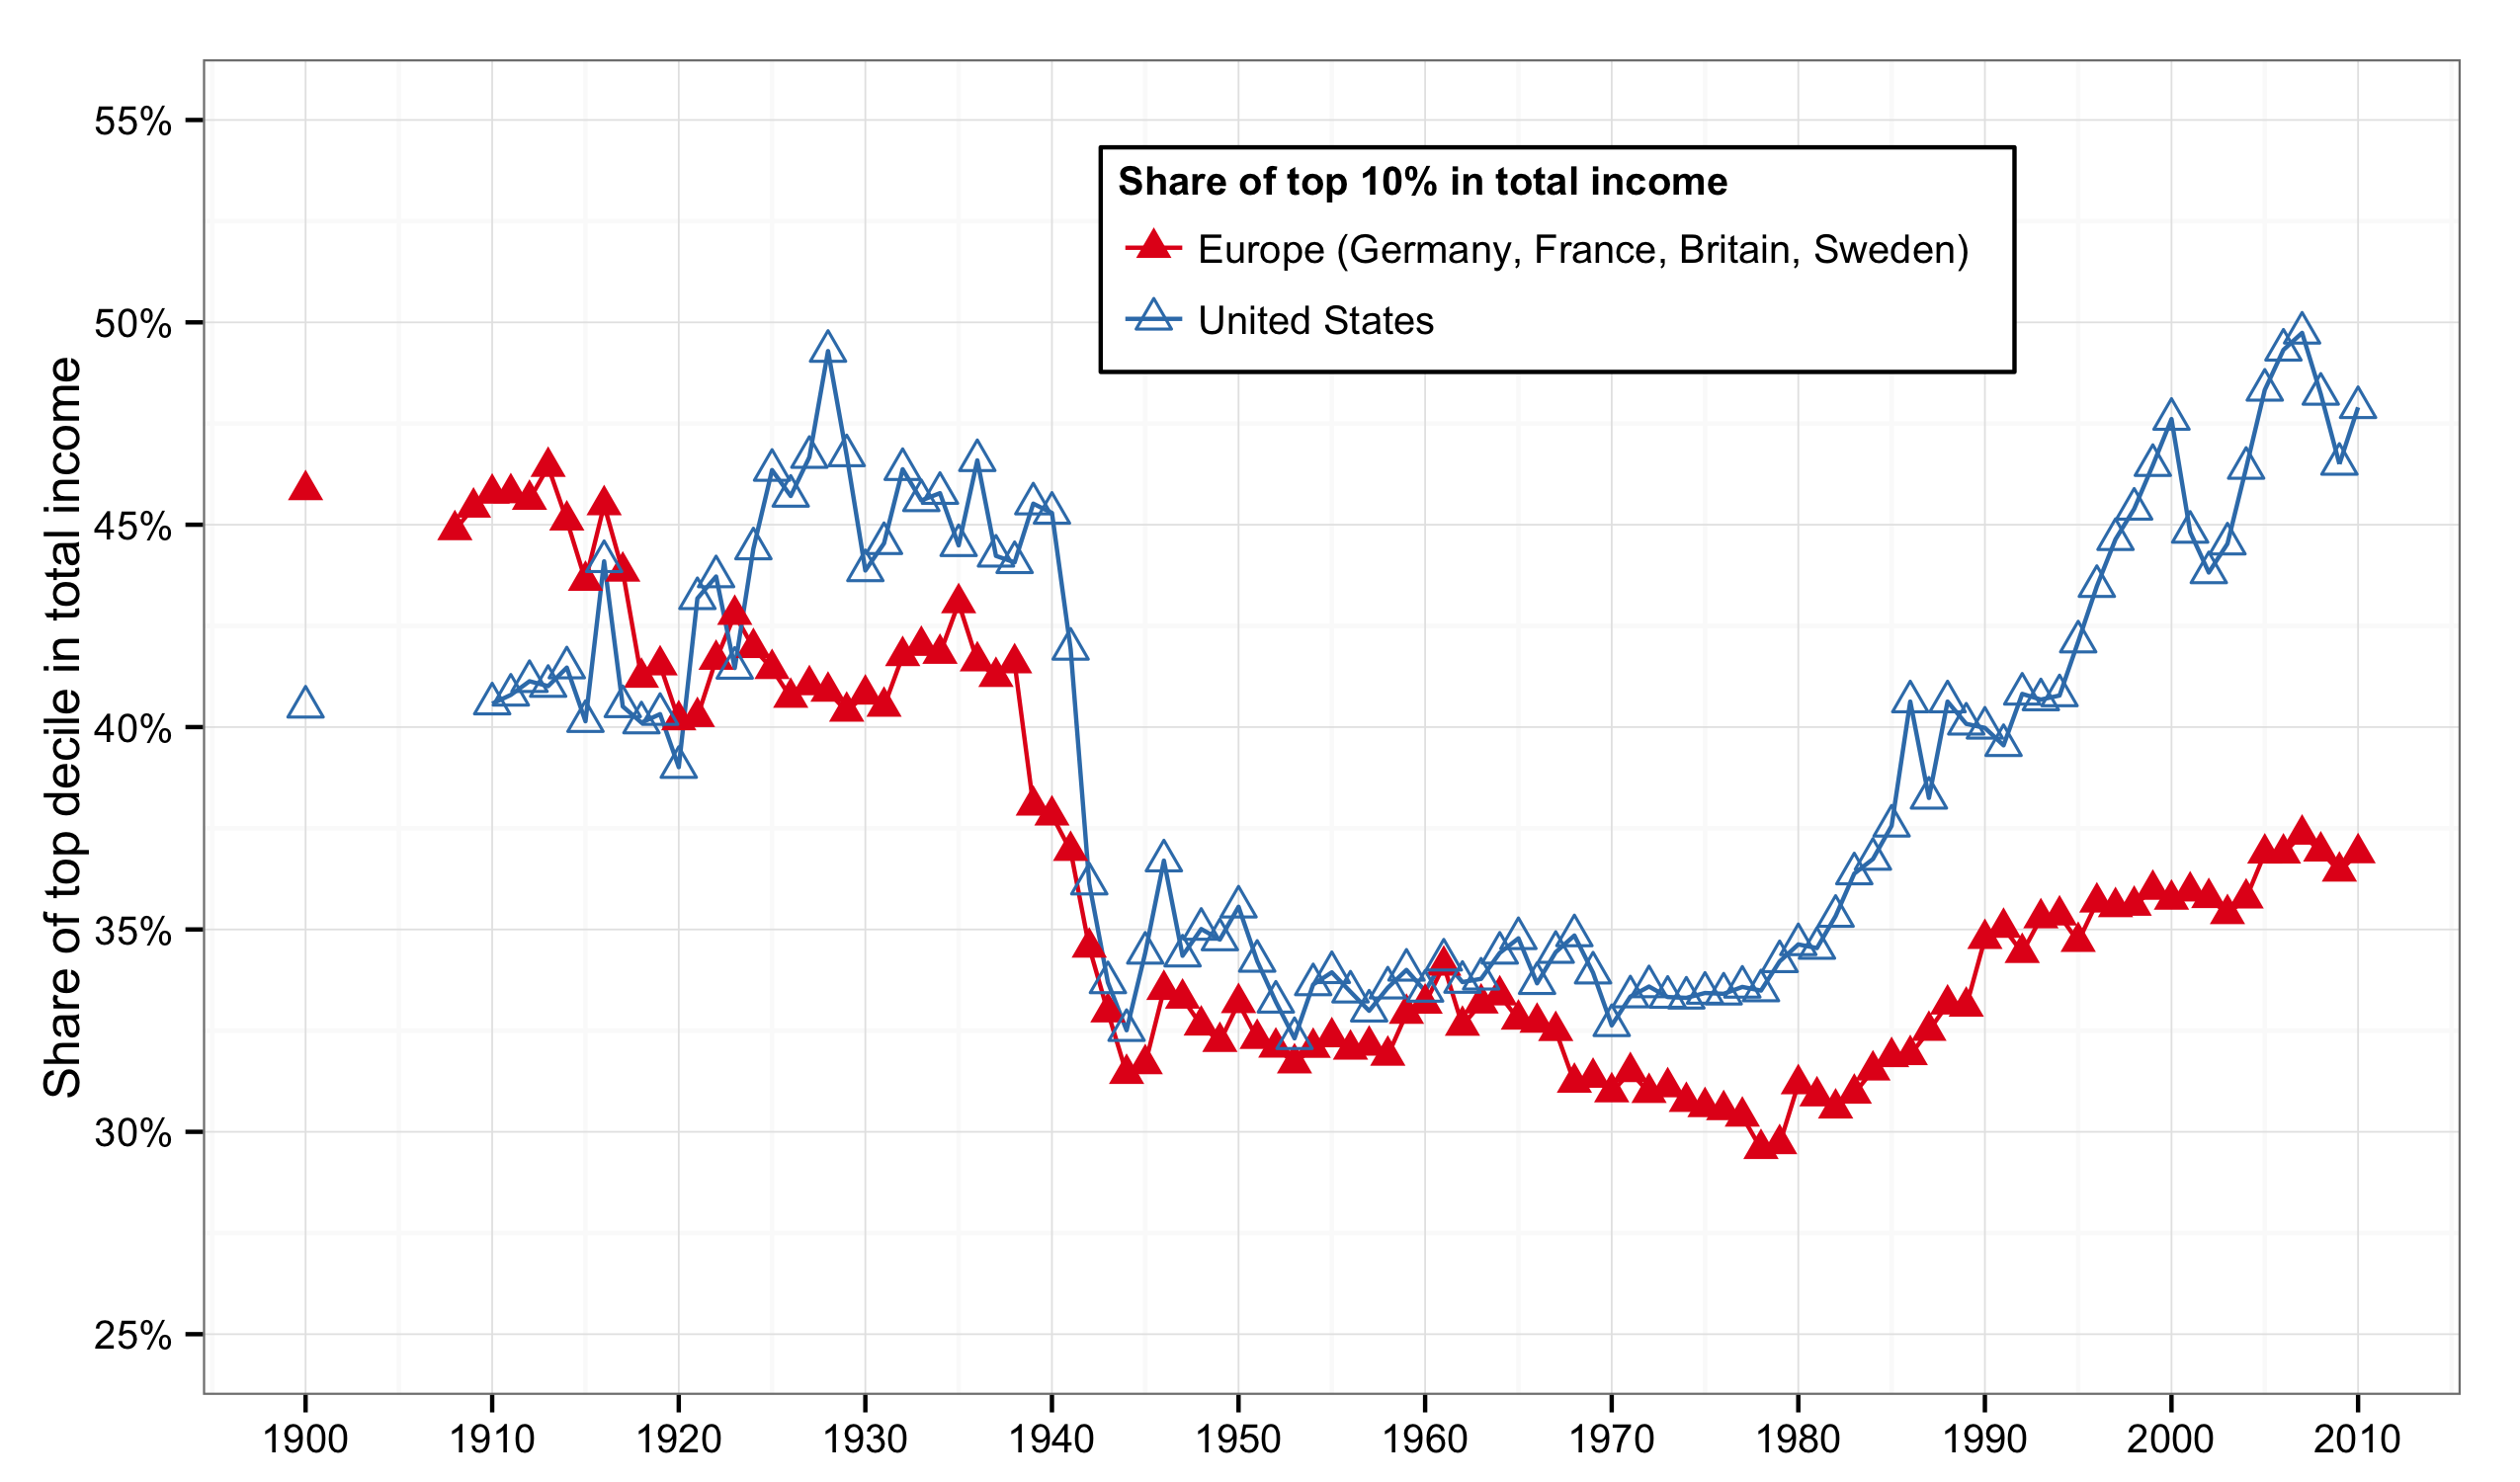 Share of top decile in total income
55%
50%
45%
40%
35%
30%
25%
Share of top 10% in total income
Europe (Germany, France, Britain, Sweden)
United States
1900 1910 1920 1930 1940 1950 1960 1970 1980 1990 2000 2010